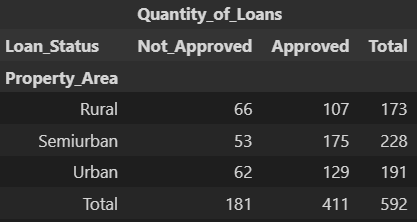 Quantity_of_Loans
Loan_Status Not_Approved Approved Total
Property_Area
Rural 66 107 173
Semiurban 53 175 228
Urban 62 129 191
Total 181 411 592